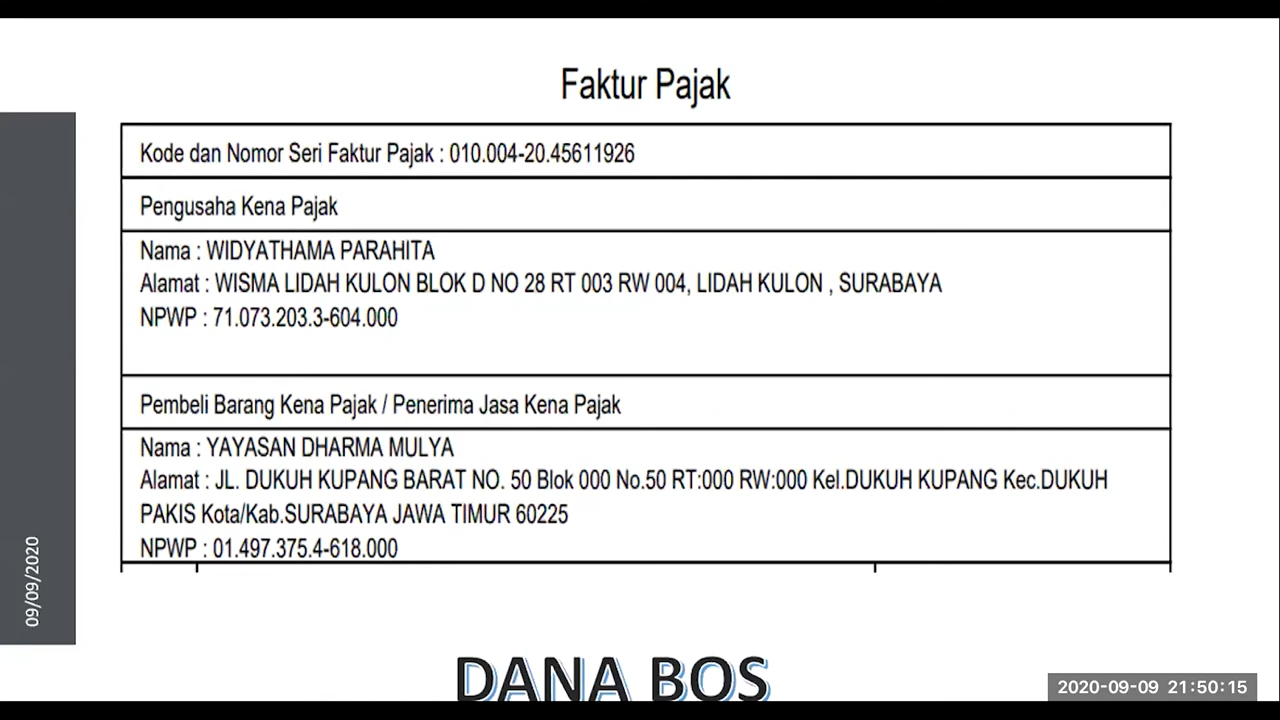 Faktur Pajak
Kode dan Nomor Seri Faktur Pajak : 010.004-20.45611926
Pengusaha Kena Pajak
Nama : WIDYATHAMA PARAHITA
Alamat : WISMA LIDAH KULON BLOK D NO 28 RT 003 RW 004, LIDAH KULON , SURABAYA
NPWP : 71.073.203.3-604.000
Pembeli Barang Kena Pajak / Penerima Jasa Kena Pajak
Nama : YAYASAN DHARMA MULYA
Alamat : JL. DUKUH KUPANG BARAT NO. 50 Blok 000 No.50 RT:000 RW:000 Kel.DUKUH KUPANG Kec.DUKUH
PAKIS Kota/Kab.SURABAYA JAWA TIMUR 60225
NPWP : 01.497.375.4-618.000
09/09/2020
DANA BOS
2020-09-09 21:50:15